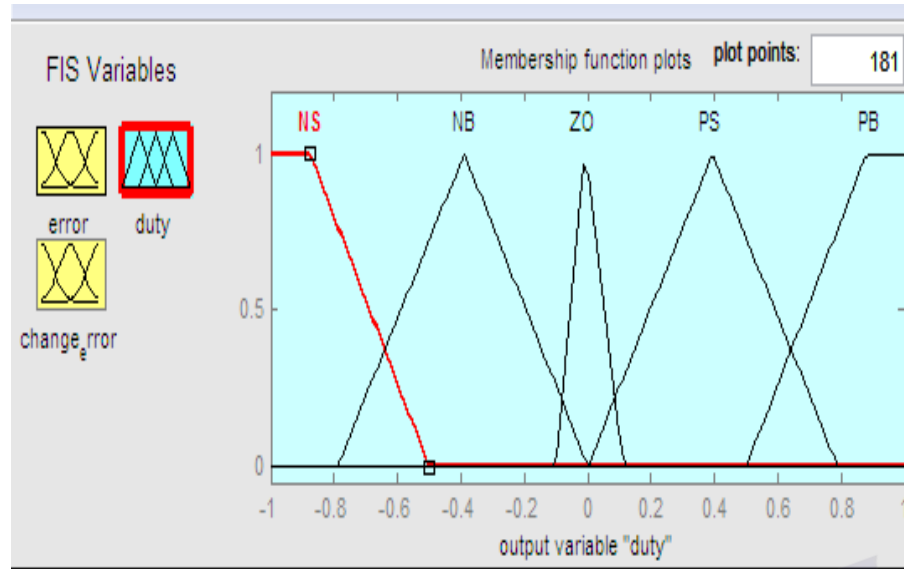 FIS Variables
Membership function plots plot points: 181
error duty
change_error
NS NB ZO PS PB
1
0.5
0
-1 -0.8 -0.6 -0.4 -0.2 0 0.2 0.4 0.6 0.8 1
output variable "duty"